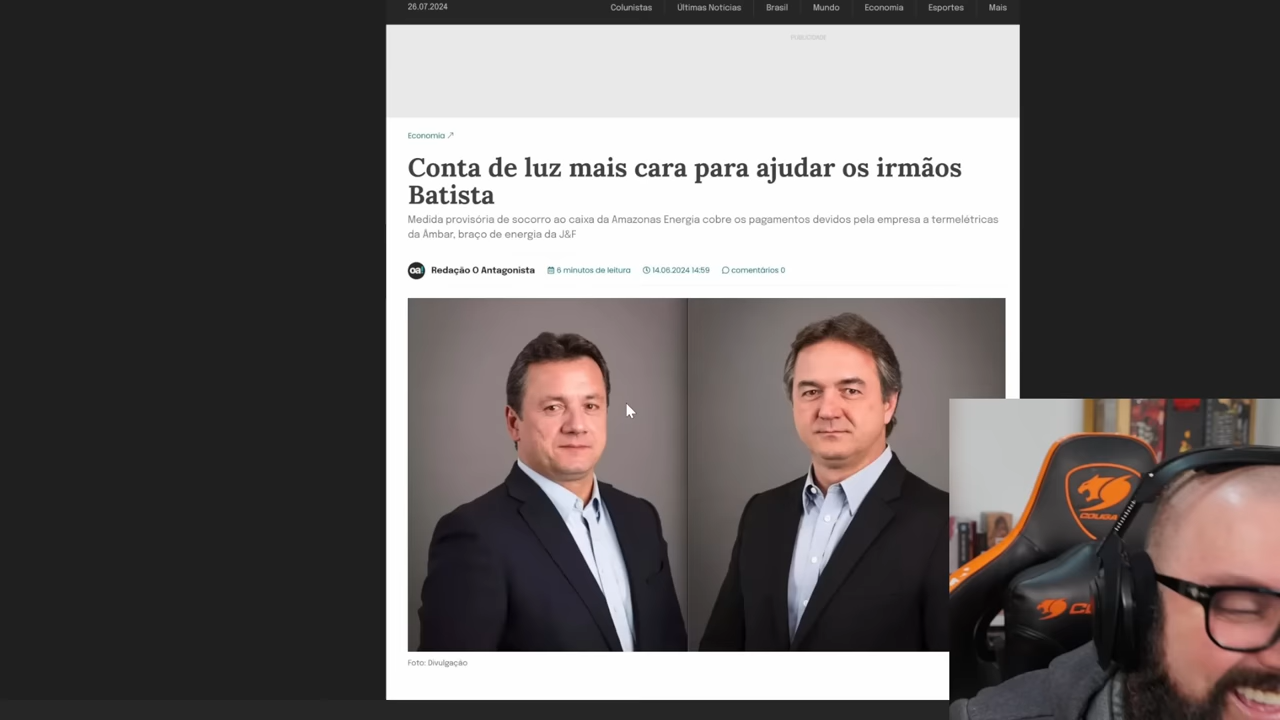 26.07.2024
Colunistas
Últimas Notícias
Brasil
Mundo
Economia
Esportes
Mais
PUBLICIDADE
Economia ↗
Conta de luz mais cara para ajudar os irmãos
Batista
Medida provisória de socorro ao caixa da Amazonas Energia cobre os pagamentos devidos pela empresa a termelétricas
da Âmbar, braço de energia da J&F
oa!
Redação O Antagonista
6 minutos de leitura
14.06.2024 14:59
comentários 0
Foto: Divulgação